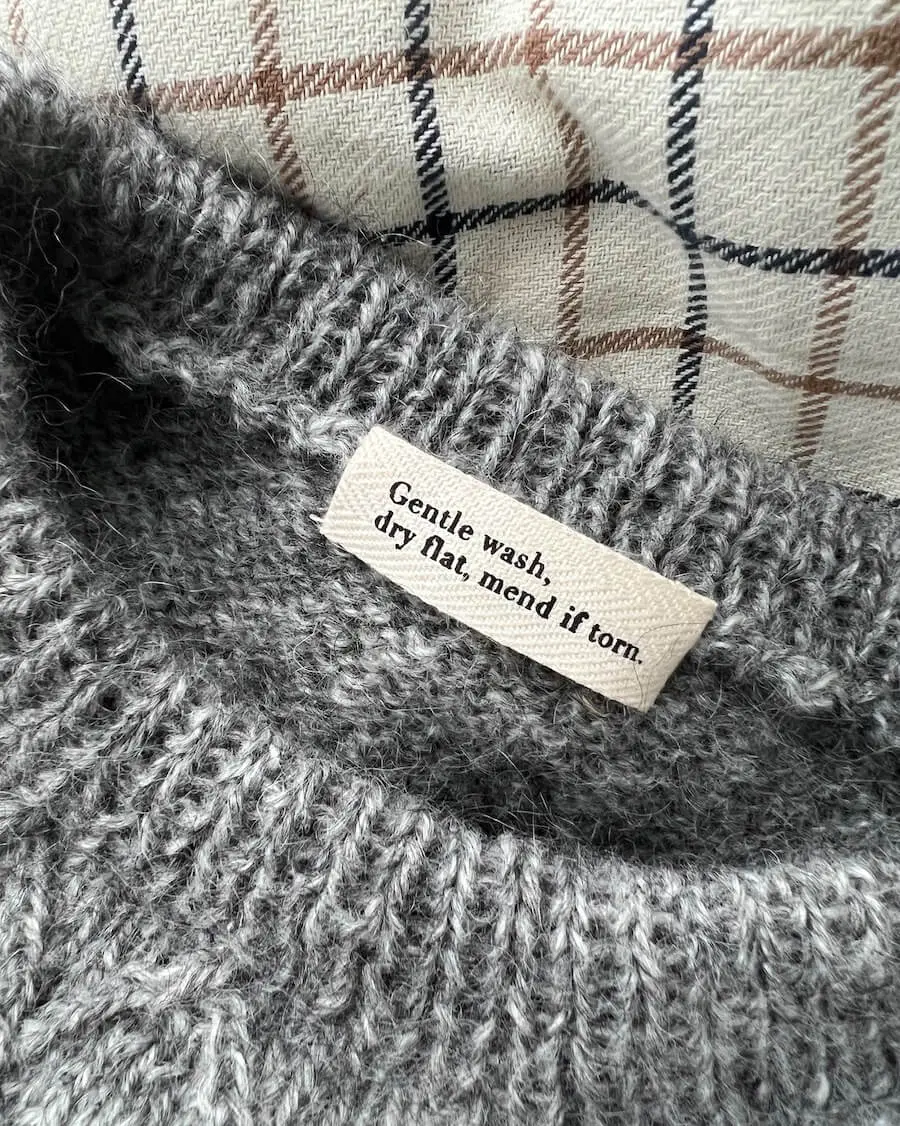 Gentle wash,
dry flat, mend if torn.